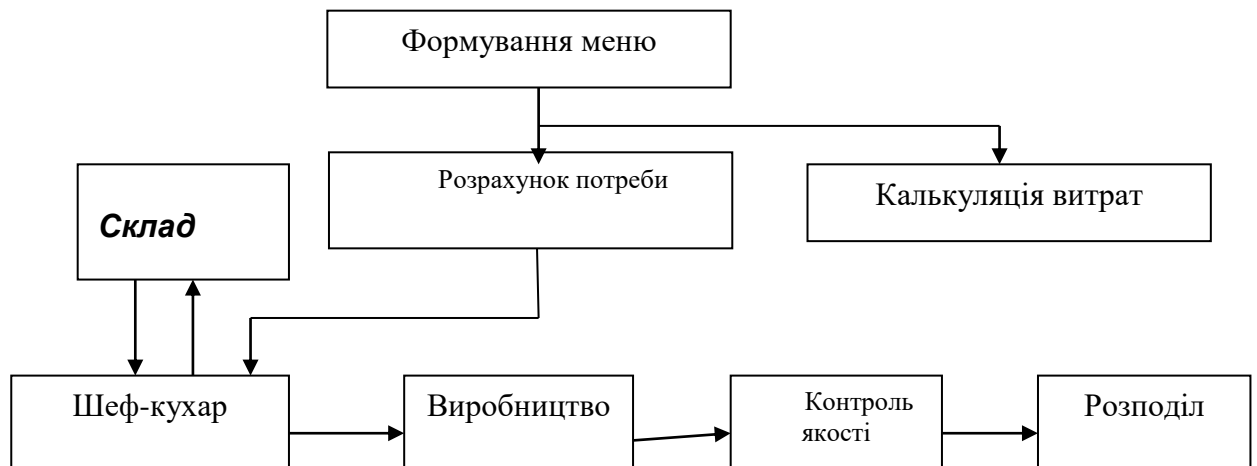 Формування меню
Розрахунок потреби
Калькуляція витрат
Склад
Шеф-кухар
Виробництво
Контроль
якості
Розподіл